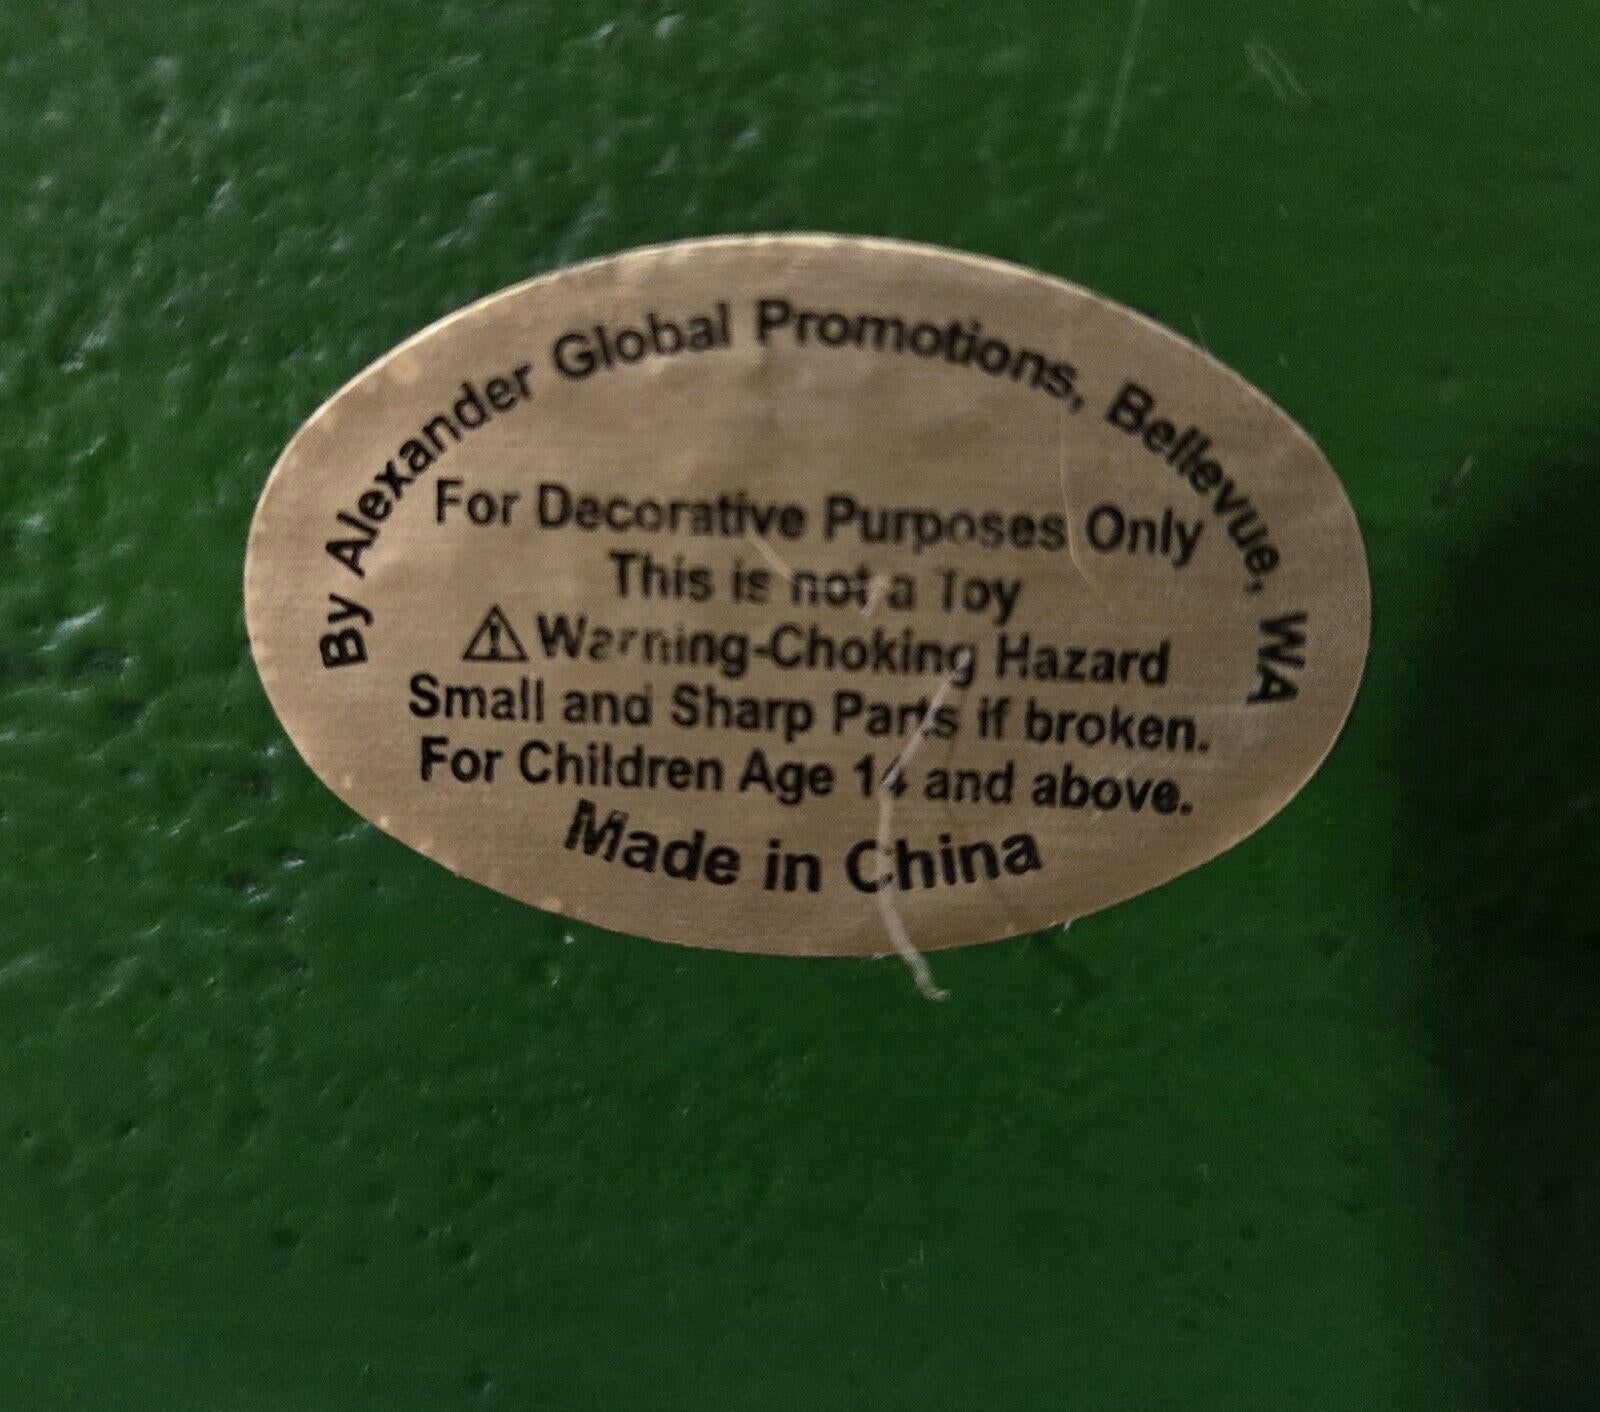 By Alexander Global Promotions, Bellevue, WA
For Decorative Purposes Only
This is not a Toy
⚠Warning-Choking Hazard
Small and Sharp Parts if broken.
For Children Age 14 and above.
Made in China